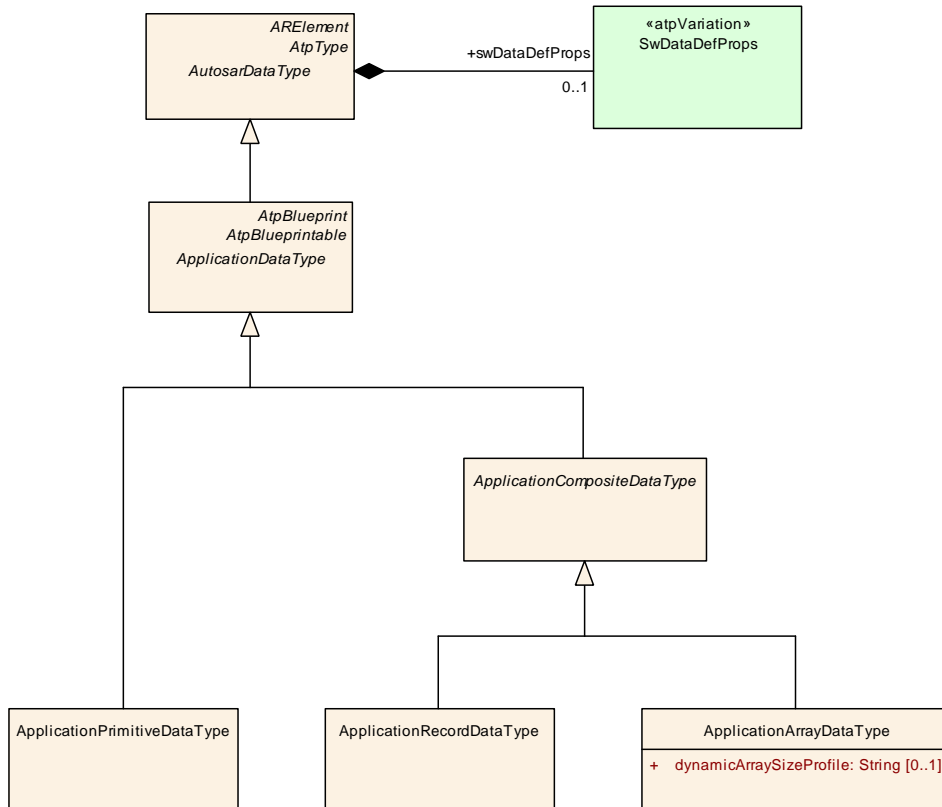 ARElement
AtpType
AutosarDataType
+swDataDefProps
0..1
«atpVariation»
SwDataDefProps
AtpBlueprint
AtpBlueprintable
ApplicationDataType
ApplicationCompositeDataType
ApplicationPrimitiveDataType
ApplicationRecordDataType
ApplicationArrayDataType
+ dynamicArraySizeProfile: String [0..1]